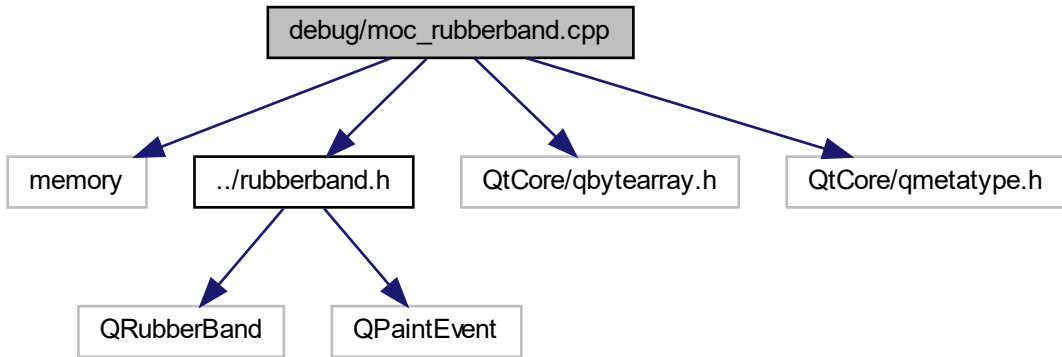 debug/moc_rubberband.cpp
memory
../rubberband.h
QtCore/qbytearray.h
QtCore/qmetatype.h
QRubberBand
QPaintEvent